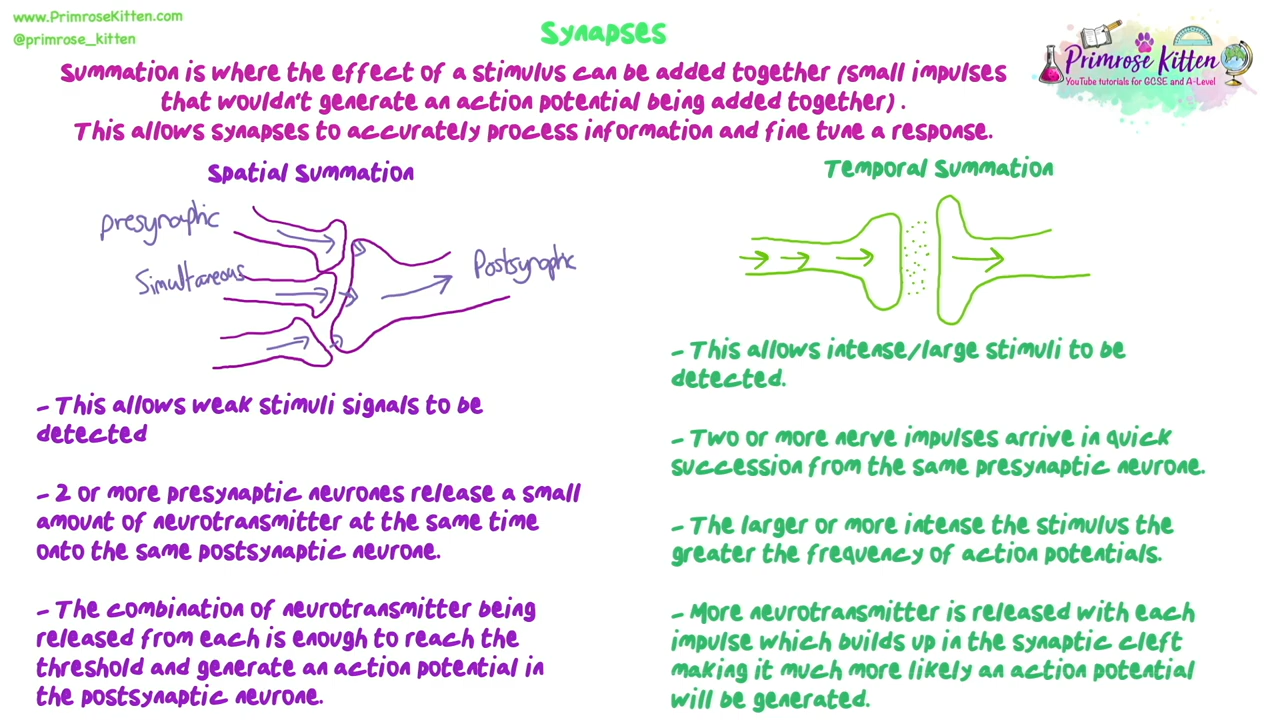 www.PrimroseKitten.com
@primrose_kitten
Synapses
Primrose Kitten
YouTube tutorials for GCSE and A-Level
Summation is where the effect of a stimulus can be added together (small impulses
that wouldn't generate an action potential being added together).
This allows synapses to accurately process information and fine tune a response.
Spatial Summation
presynaphic
Simultaneous
Postsynaptic
- This allows weak stimuli signals to be
detected
- 2 or more presynaptic neurones release a small
amount of neurotransmitter at the same time
onto the same postsynaptic neurone.
- The combination of neurotransmitter being
released from each is enough to reach the
threshold and generate an action potential in
the postsynaptic neurone.
Temporal Summation
- This allows intense/large stimuli to be
detected.
- Two or more nerve impulses arrive in quick
succession from the same presynaptic neurone.
- The larger or more intense the stimulus the
greater the frequency of action potentials.
- More neurotransmitter is released with each
impulse which builds up in the synaptic cleft
making it much more likely an action potential
will be generated.